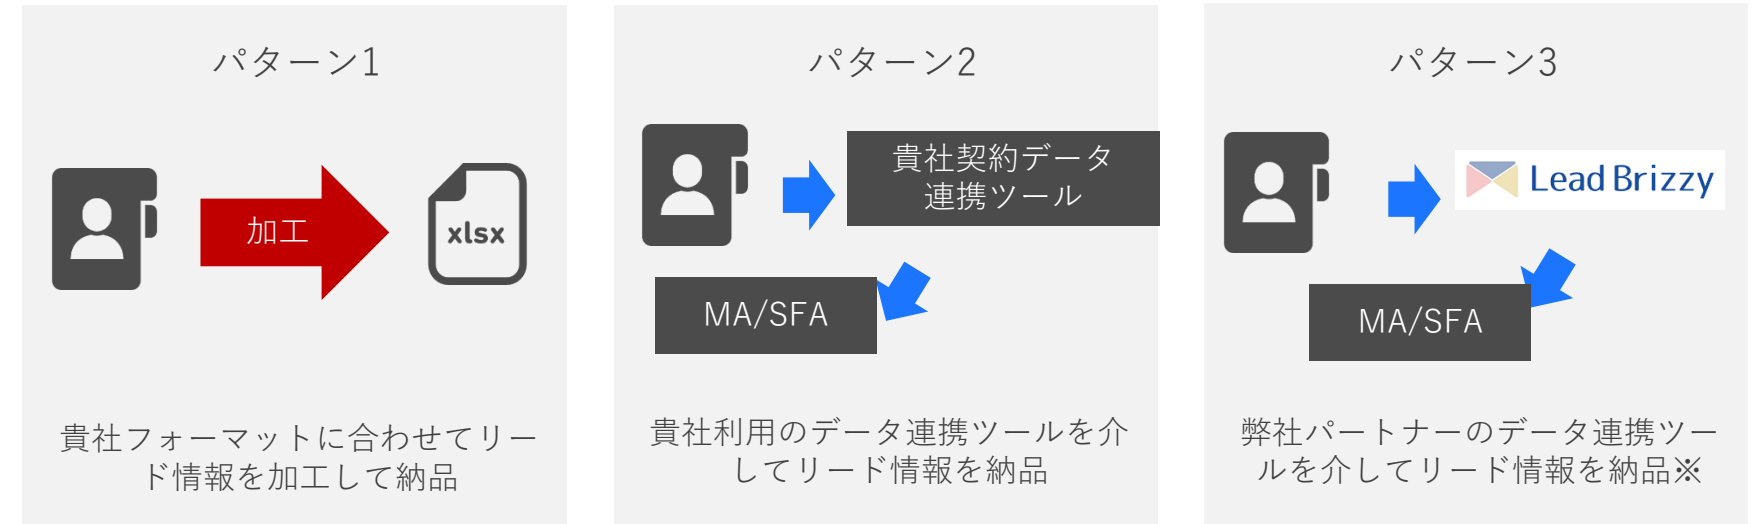 パターン1
加工
xlsx
貴社フォーマットに合わせてリー
ド情報を加工して納品
パターン2
貴社契約データ
連携ツール
MA/SFA
貴社利用のデータ連携ツールを介
してリード情報を納品
パターン3
Lead Brizzy
MA/SFA
弊社パートナーのデータ連携ツー
ルを介してリード情報を納品※